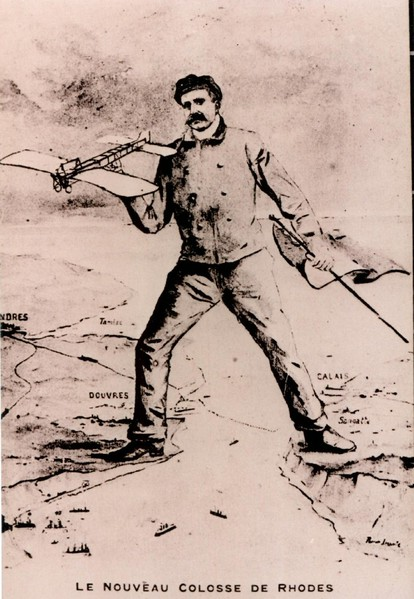 NDRES
Tamise
DOUVRES
CALAIS
Sangatte
LE NOUVEAU COLOSSE DE RHODES